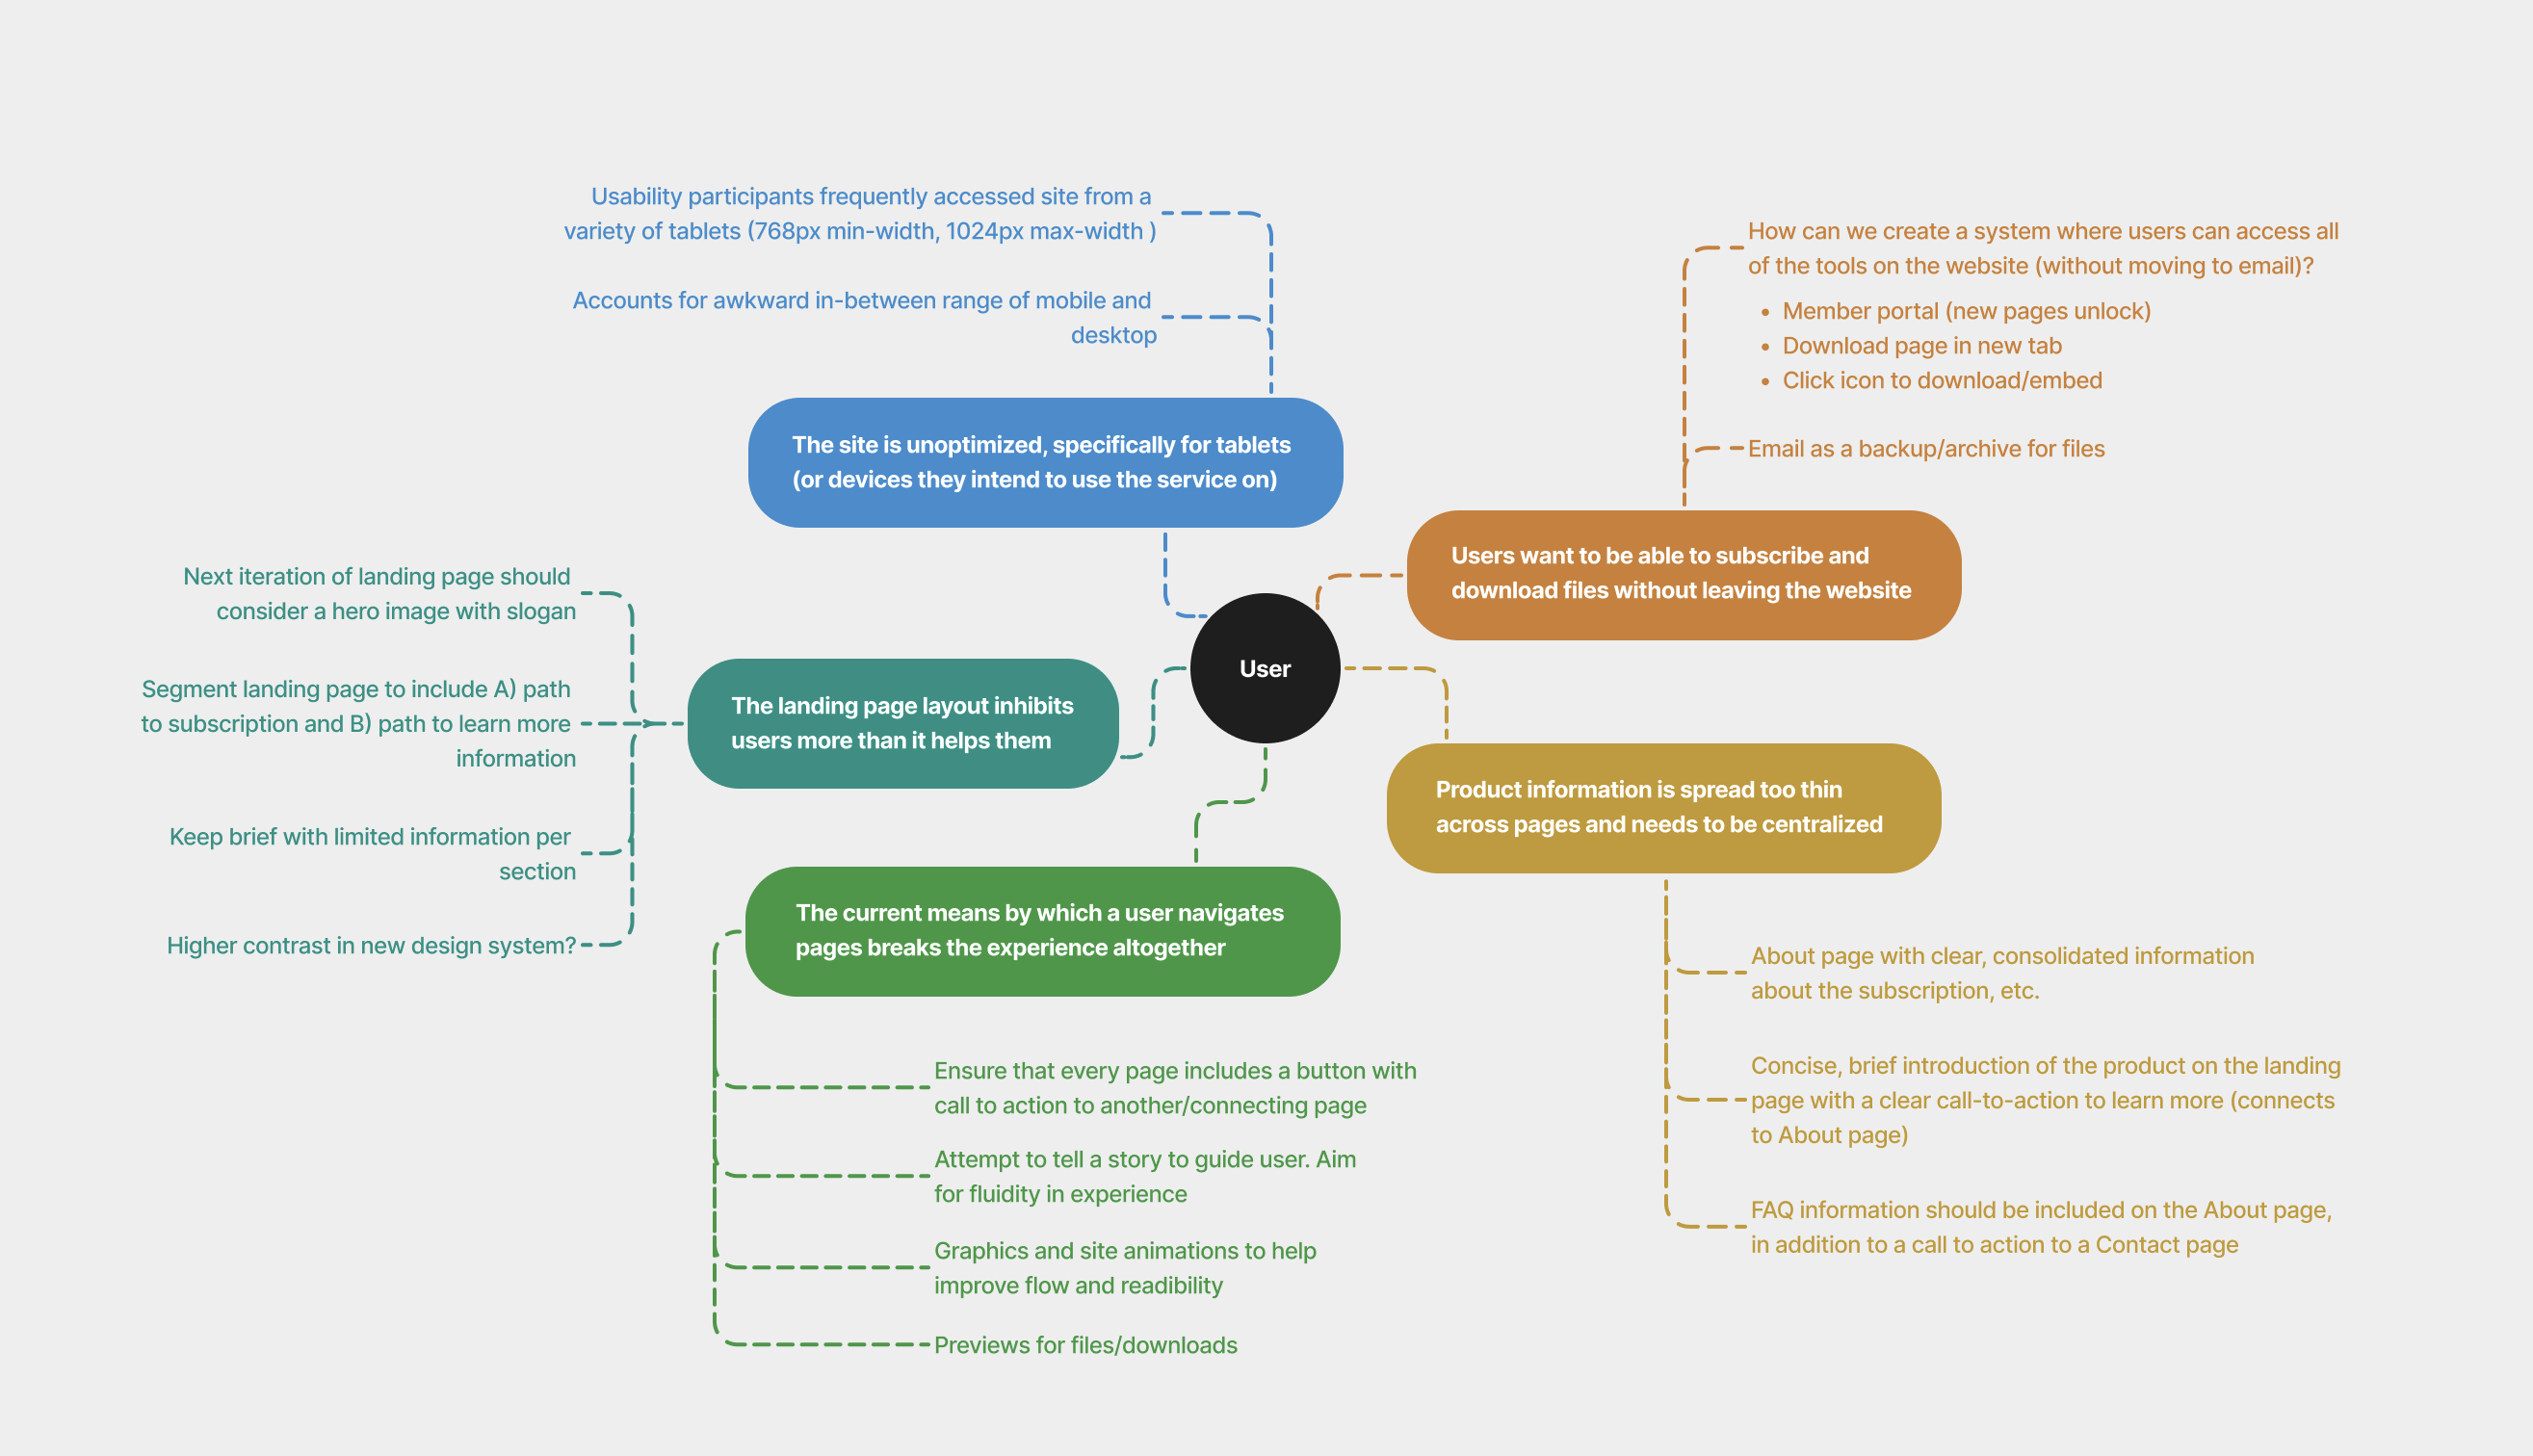 Usability participants frequently accessed site from a
variety of tablets (768px min-width, 1024px max-width )
Accounts for awkward in-between range of mobile and
desktop
The site is unoptimized, specifically for tablets
(or devices they intend to use the service on)
How can we create a system where users can access all
of the tools on the website (without moving to email)?
• Member portal (new pages unlock)
• Download page in new tab
• Click icon to download/embed
Email as a backup/archive for files
Users want to be able to subscribe and
download files without leaving the website
User
Next iteration of landing page should
consider a hero image with slogan
Segment landing page to include A) path
to subscription and B) path to learn more
information
Keep brief with limited information per
section
Higher contrast in new design system?
The landing page layout inhibits
users more than it helps them
Product information is spread too thin
across pages and needs to be centralized
About page with clear, consolidated information
about the subscription, etc.
Concise, brief introduction of the product on the landing
page with a clear call-to-action to learn more (connects
to About page)
FAQ information should be included on the About page,
in addition to a call to action to a Contact page
The current means by which a user navigates
pages breaks the experience altogether
Ensure that every page includes a button with
call to action to another/connecting page
Attempt to tell a story to guide user. Aim
for fluidity in experience
Graphics and site animations to help
improve flow and readibility
Previews for files/downloads